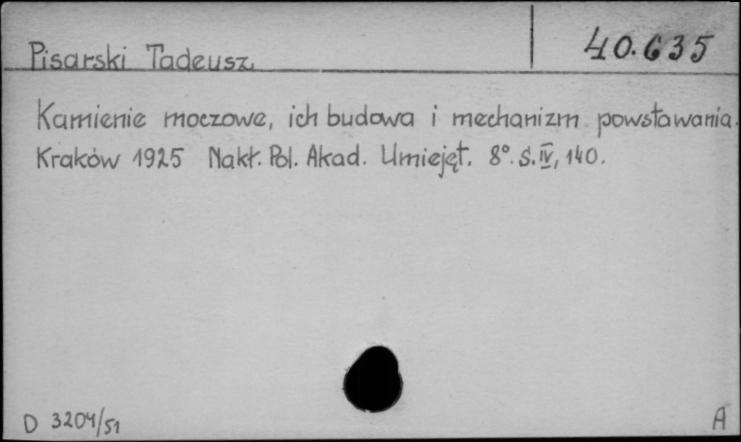 Pisarski Tadeusz. 40.635
Kamienie moczowe, ich budowa i mechanizm powstawania.
Kraków 1925 Nakł. Pol. Akad. Umiejęt. 8°. S. IV, 140.
D 3204/51 A